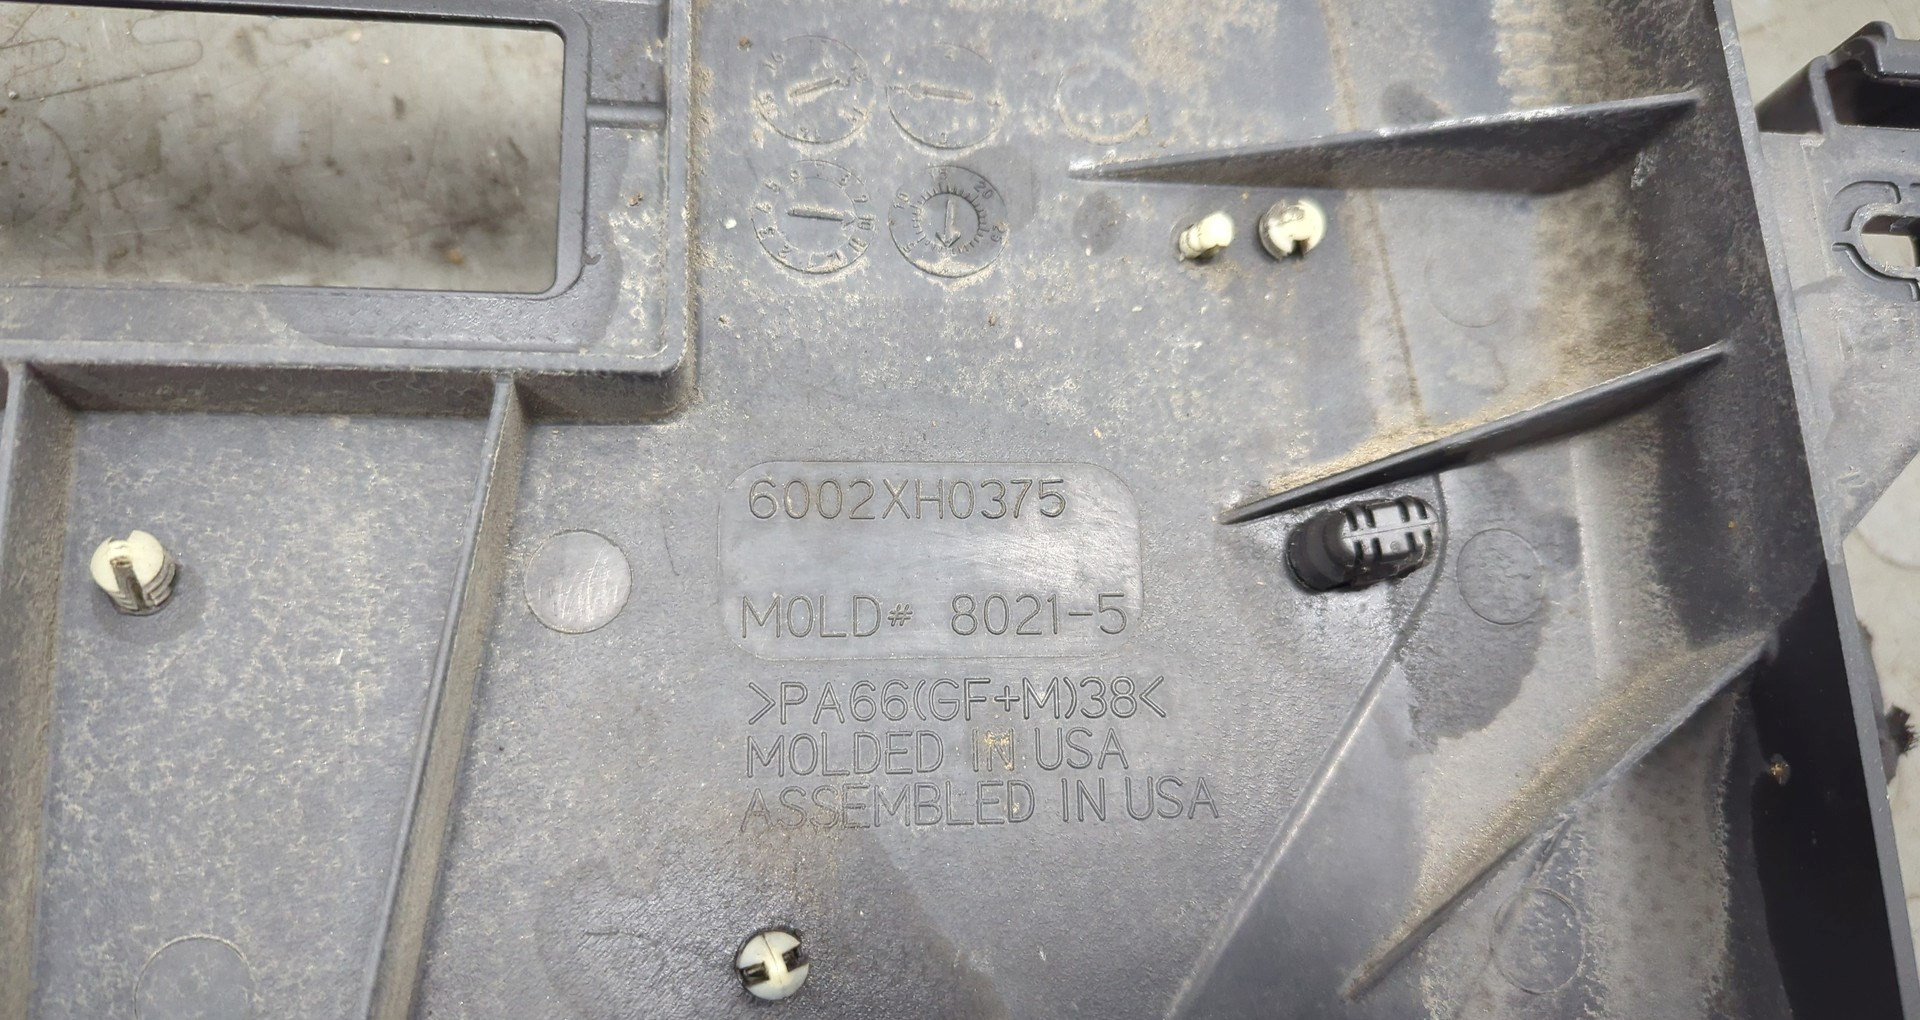 6002XH0375
MOLD# 8021-5
>PA66(GF+M)38<
MOLDED IN USA
ASSEMBLED IN USA